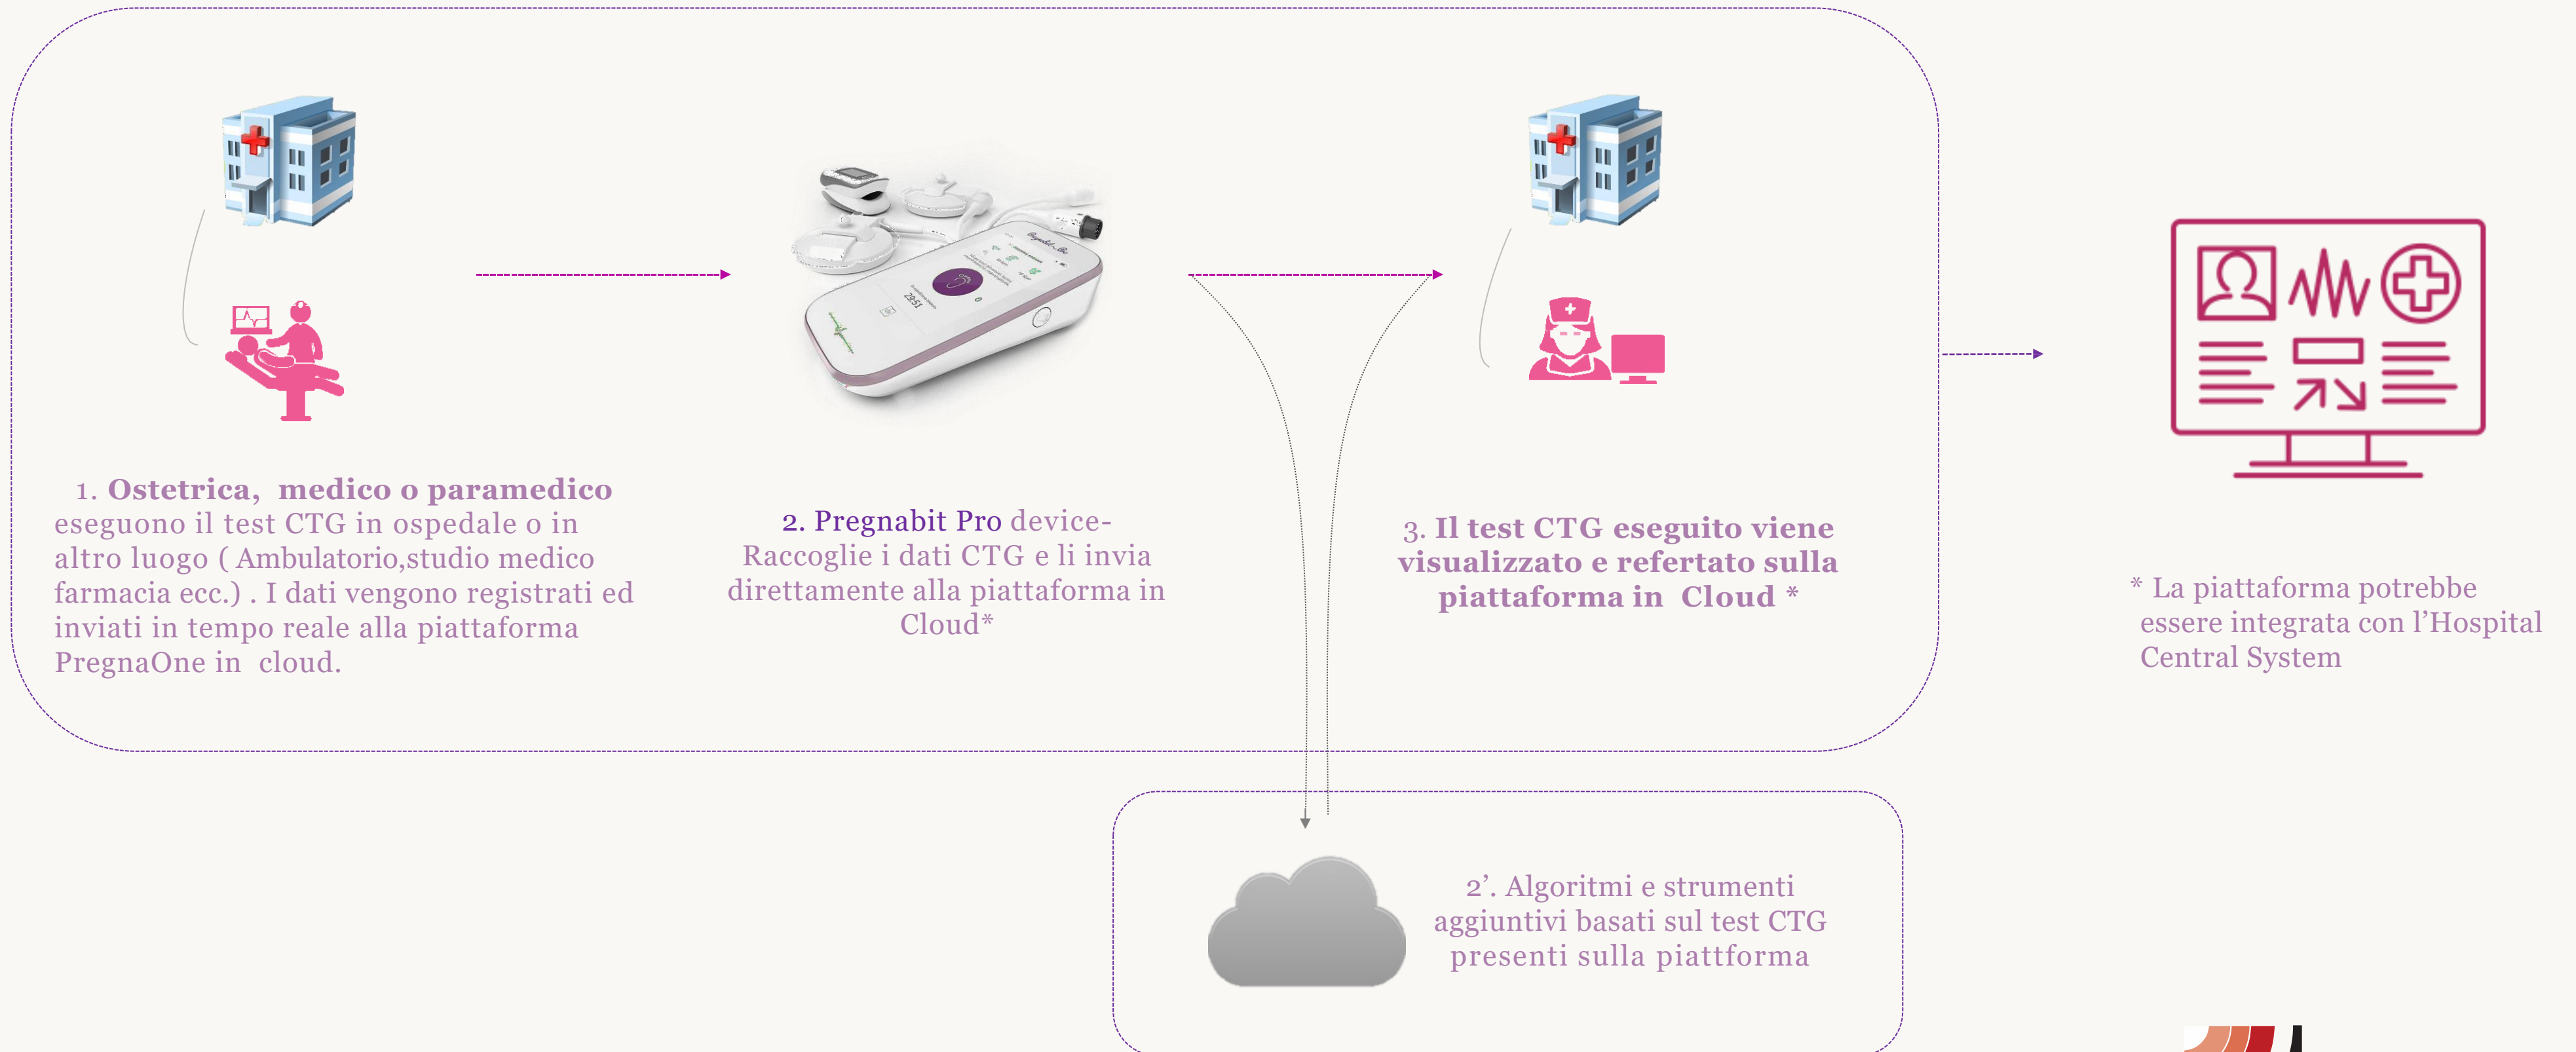 1. Ostetrica, medico o paramedico
eseguono il test CTG in ospedale o in
altro luogo ( Ambulatorio,studio medico
farmacia ecc.) . I dati vengono registrati ed
inviati in tempo reale alla piattaforma
PregnaOne in cloud.
2. Pregnabit Pro device-
Raccoglie i dati CTG e li invia
direttamente alla piattaforma in
Cloud*
29:51
3. Il test CTG eseguito viene
visualizzato e refertato sulla
piattaforma in Cloud *
* La piattaforma potrebbe
essere integrata con l’Hospital
Central System
2’. Algoritmi e strumenti
aggiuntivi basati sul test CTG
presenti sulla piattforma